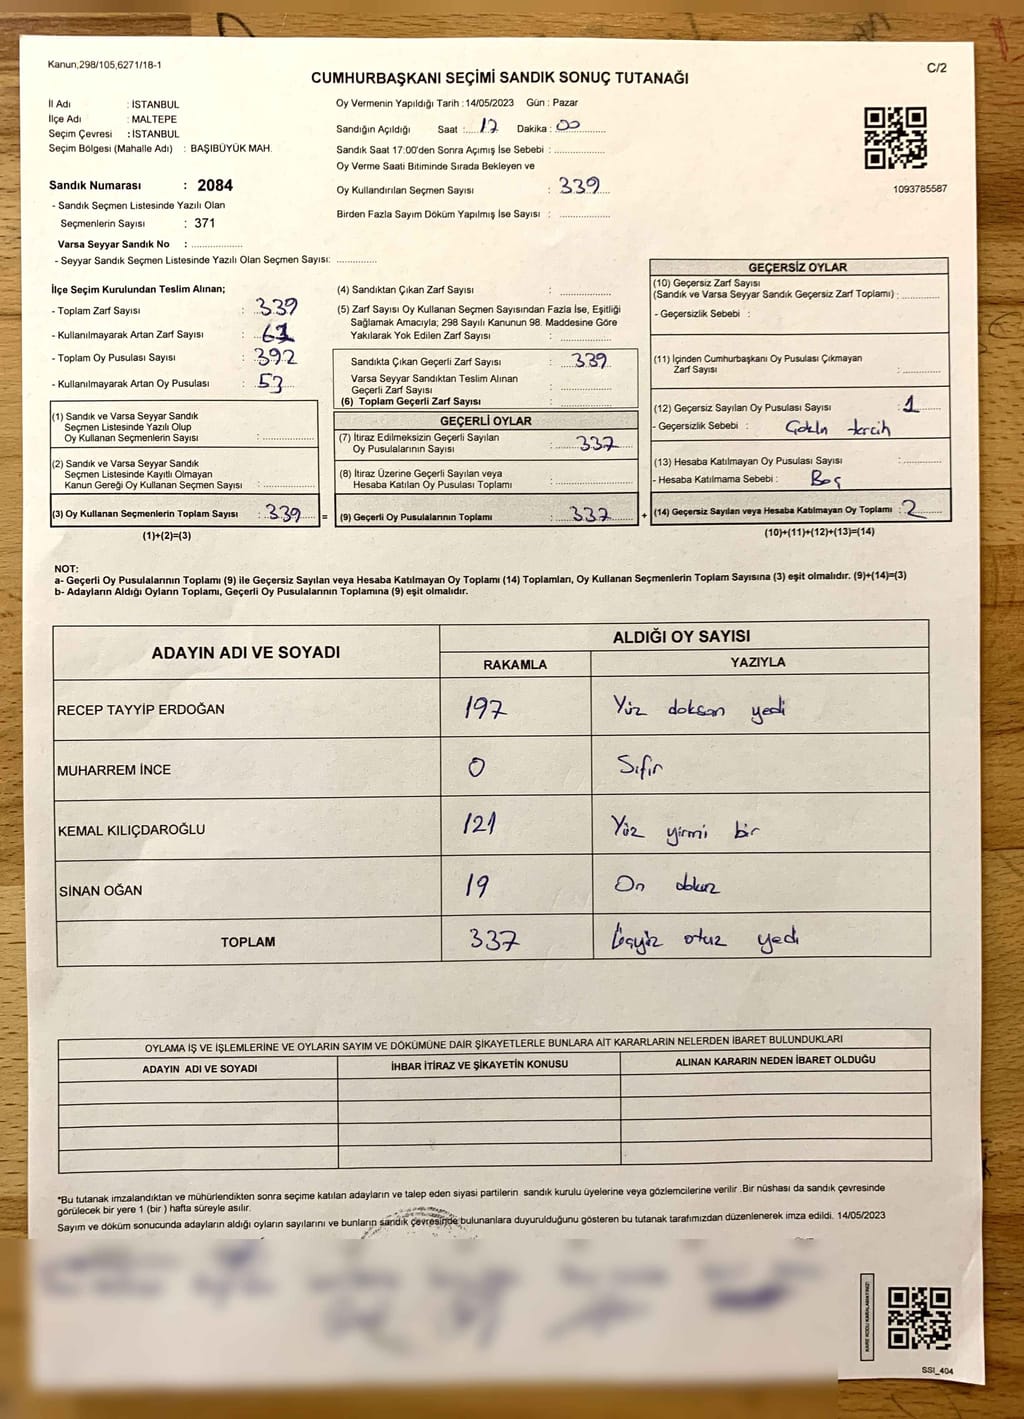 Kanun,298/105,6271/18-1
C/2
CUMHURBAŞKANI SEÇİMİ SANDIK SONUÇ TUTANAĞI
İl Adı : İSTANBUL
İlçe Adı : MALTEPE
Seçim Çevresi : İSTANBUL
Seçim Bölgesi (Mahalle Adı) : BAŞIBÜYÜK MAH.
Sandık Numarası : 2084
- Sandık Seçmen Listesinde Yazılı Olan
Seçmenlerin Sayısı : 371
Varsa Seyyar Sandık No : ................
- Seyyar Sandık Seçmen Listesinde Yazılı Olan Seçmen Sayısı: ............
Oy Vermenin Yapıldığı Tarih :14/05/2023 Gün : Pazar
Sandığın Açıldığı Saat :.....17 Dakika : 00
Sandık Saat 17:00'den Sonra Açımış İse Sebebi : ................
Oy Verme Saati Bitiminde Sırada Bekleyen ve
Oy Kullandırılan Seçmen Sayısı : 339
Birden Fazla Sayım Döküm Yapılmış İse Sayısı : ................
1093785587
İlçe Seçim Kurulundan Teslim Alınan;
- Toplam Zarf Sayısı : 339
- Kullanılmayarak Artan Zarf Sayısı : 61
- Toplam Oy Pusulası Sayısı : 392
- Kullanılmayarak Artan Oy Pusulası : 53
(1) Sandık ve Varsa Seyyar Sandık
Seçmen Listesinde Yazılı Olup
Oy Kullanan Seçmenlerin Sayısı : ................
(2) Sandık ve Varsa Seyyar Sandık
Seçmen Listesinde Kayıtlı Olmayan
Kanun Gereği Oy Kullanan Seçmen Sayısı : ................
(3) Oy Kullanan Seçmenlerin Toplam Sayısı : 339 =
(1)+(2)=(3)
(4) Sandıktan Çıkan Zarf Sayısı : ................
(5) Zarf Sayısı Oy Kullanan Seçmen Sayısından Fazla İse, Eşitliği
Sağlamak Amacıyla; 298 Sayılı Kanunun 98. Maddesine Göre
Yakılarak Yok Edilen Zarf Sayısı : ................
Sandıkta Çıkan Geçerli Zarf Sayısı : 339
Varsa Seyyar Sandıktan Teslim Alınan
Geçerli Zarf Sayısı : ................
(6) Toplam Geçerli Zarf Sayısı : ................
GEÇERLİ OYLAR
(7) İtiraz Edilmeksizin Geçerli Sayılan
Oy Pusulalarının Sayısı : 337
(8) İtiraz Üzerine Geçerli Sayılan veya
Hesaba Katılan Oy Pusulası Toplamı : ................
(9) Geçerli Oy Pusulalarının Toplamı : 337 +
GEÇERSİZ OYLAR
(10) Geçersiz Zarf Sayısı
(Sandık ve Varsa Seyyar Sandık Geçersiz Zarf Toplamı) : ............
- Geçersizlik Sebebi :
(11) İçinden Cumhurbaşkanı Oy Pusulası Çıkmayan
Zarf Sayısı : ............
(12) Geçersiz Sayılan Oy Pusulası Sayısı : 1
- Geçersizlik Sebebi : tercih
(13) Hesaba Katılmayan Oy Pusulası Sayısı : ............
- Hesaba Katılmama Sebebi : Boş
(14) Geçersiz Sayılan veya Hesaba Katılmayan Oy Toplamı : 2
(10)+(11)+(12)+(13)=(14)
NOT:
a- Geçerli Oy Pusulalarının Toplamı (9) ile Geçersiz Sayılan veya Hesaba Katılmayan Oy Toplamı (14) Toplamları, Oy Kullanan Seçmenlerin Toplam Sayısına (3) eşit olmalıdır. (9)+(14)=(3)
b- Adayların Aldığı Oyların Toplamı, Geçerli Oy Pusulalarının Toplamına (9) eşit olmalıdır.
ADAYIN ADI VE SOYADI ALDIĞI OY SAYISI
RAKAMLA YAZIYLA
RECEP TAYYİP ERDOĞAN 197 Yüz doksan yedi
MUHARREM İNCE 0 Sıfır
KEMAL KILIÇDAROĞLU 121 Yüz yirmi bir
SİNAN OĞAN 19 On dokuz
TOPLAM 337 Üçyüz otuz yedi
OYLAMA İŞ VE İŞLEMLERİNE VE OYLARIN SAYIM VE DÖKÜMÜNE DAİR ŞİKAYETLERLE BUNLARA AİT KARARLARIN NELERDEN İBARET BULUNDUKLARI
ADAYIN ADI VE SOYADI İHBAR İTİRAZ VE ŞİKAYETİN KONUSU ALINAN KARARIN NEDEN İBARET OLDUĞU
*Bu tutanak imzalandıktan ve mühürlendikten sonra seçime katılan adayların ve talep eden siyasi partilerin sandık kurulu üyelerine veya gözlemcilerine verilir .Bir nüshası da sandık çevresinde
görülecek bir yere 1 (bir ) hafta süreyle asılır.
Sayım ve döküm sonucunda adayların aldığı oyların sayılarını ve bunların sandık çevresinde bulunanlara duyurulduğunu gösteren bu tutanak tarafımızdan düzenlenerek imza edildi. 14/05/2023
KARE KODU KARALAMAYINIZ!
SSI_404